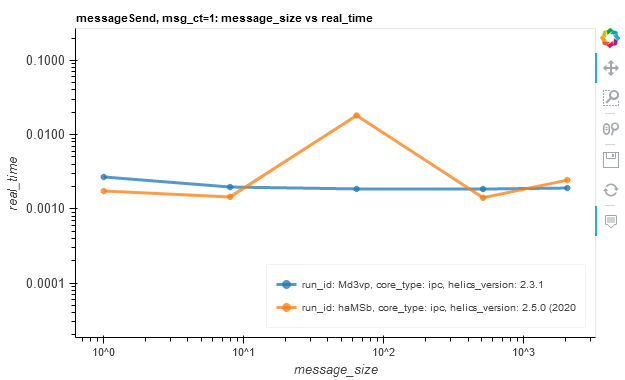 messageSend, msg_ct=1: message_size vs real_time
0.1000
0.0100
0.0010
0.0001
real_time
10^0
10^1
10^2
10^3
message_size
run_id: Md3vp, core_type: ipc, helics_version: 2.3.1
run_id: haMSb, core_type: ipc, helics_version: 2.5.0 (2020